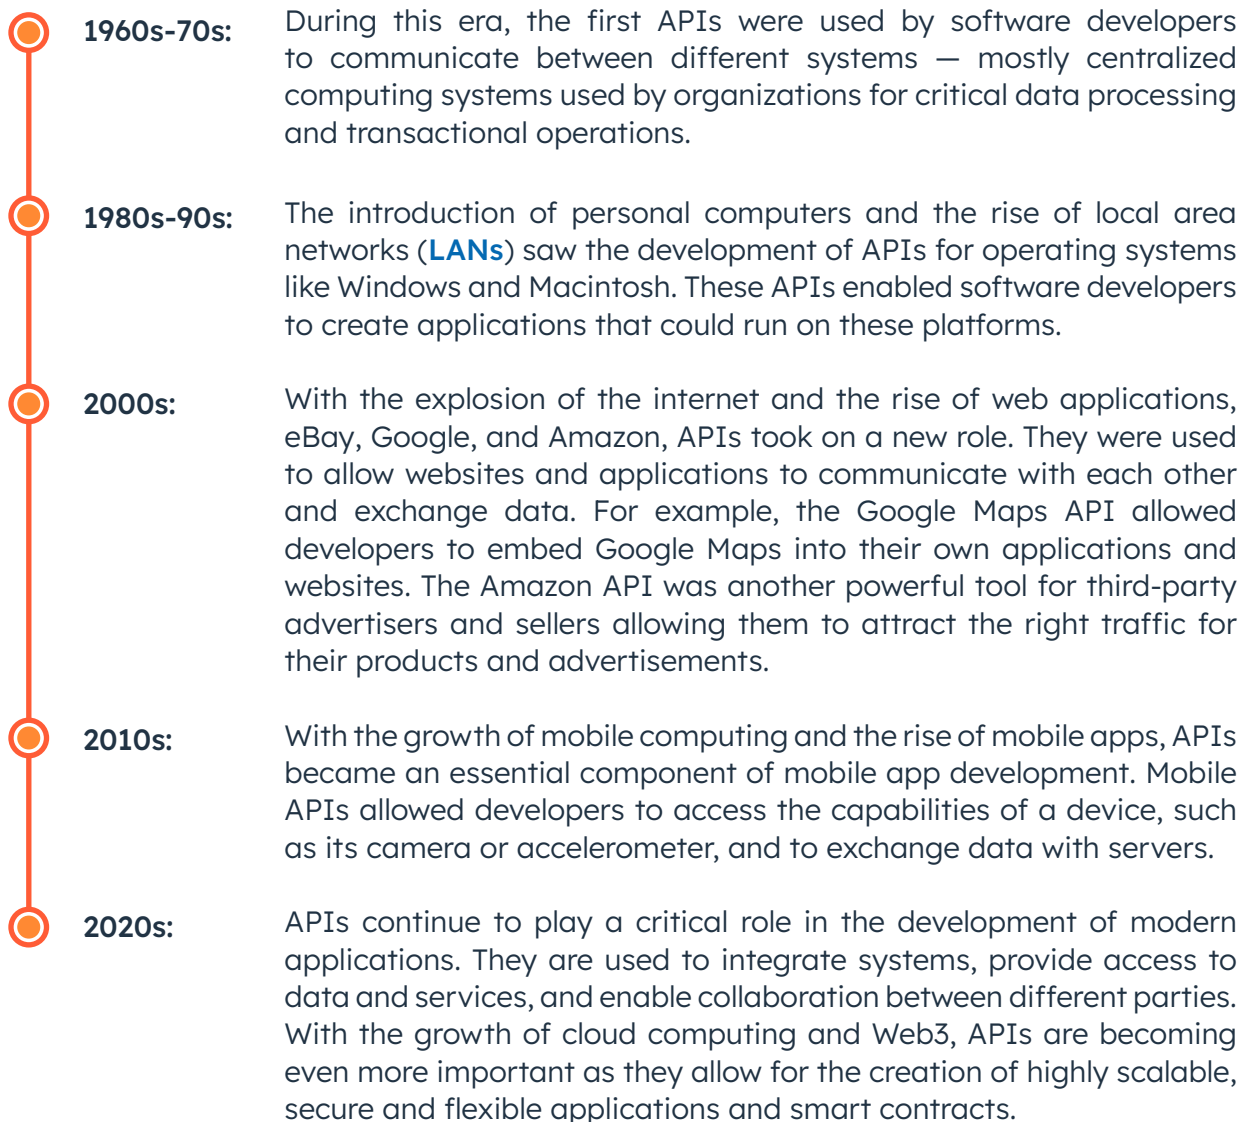 1960s-70s:
During this era, the first APIs were used by software developers
to communicate between different systems — mostly centralized
computing systems used by organizations for critical data processing
and transactional operations.
1980s-90s:
The introduction of personal computers and the rise of local area
networks (LANs) saw the development of APIs for operating systems
like Windows and Macintosh. These APIs enabled software developers
to create applications that could run on these platforms.
2000s:
With the explosion of the internet and the rise of web applications,
eBay, Google, and Amazon, APIs took on a new role. They were used
to allow websites and applications to communicate with each other
and exchange data. For example, the Google Maps API allowed
developers to embed Google Maps into their own applications and
websites. The Amazon API was another powerful tool for third-party
advertisers and sellers allowing them to attract the right traffic for
their products and advertisements.
2010s:
With the growth of mobile computing and the rise of mobile apps, APIs
became an essential component of mobile app development. Mobile
APIs allowed developers to access the capabilities of a device, such
as its camera or accelerometer, and to exchange data with servers.
2020s:
APIs continue to play a critical role in the development of modern
applications. They are used to integrate systems, provide access to
data and services, and enable collaboration between different parties.
With the growth of cloud computing and Web3, APIs are becoming
even more important as they allow for the creation of highly scalable,
secure and flexible applications and smart contracts.